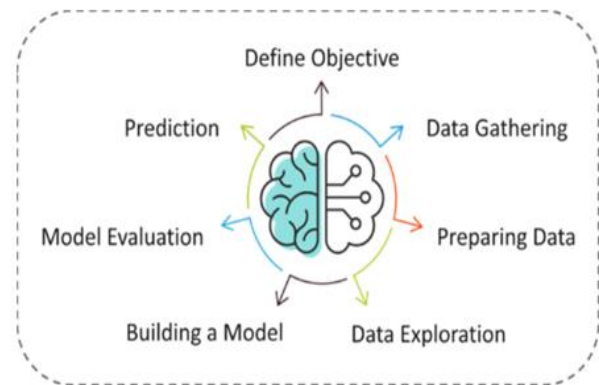 Define Objective
Data Gathering
Preparing Data
Data Exploration
Building a Model
Model Evaluation
Prediction